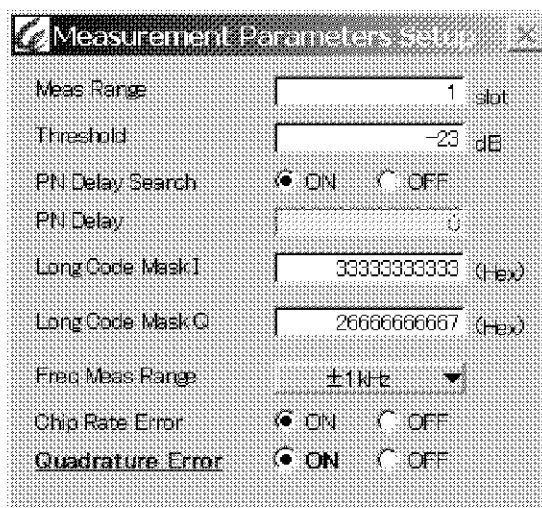 Measurement Parameters Setup
Meas Range 1 slot
Threshold -23 dB
PN Delay Search ON OFF
PN Delay 0
Long Code Mask I 33333333333 (Hex)
Long Code Mask Q 26666666667 (Hex)
Freq Meas Range ±1kHz
Chip Rate Error ON OFF
Quadrature Error ON OFF